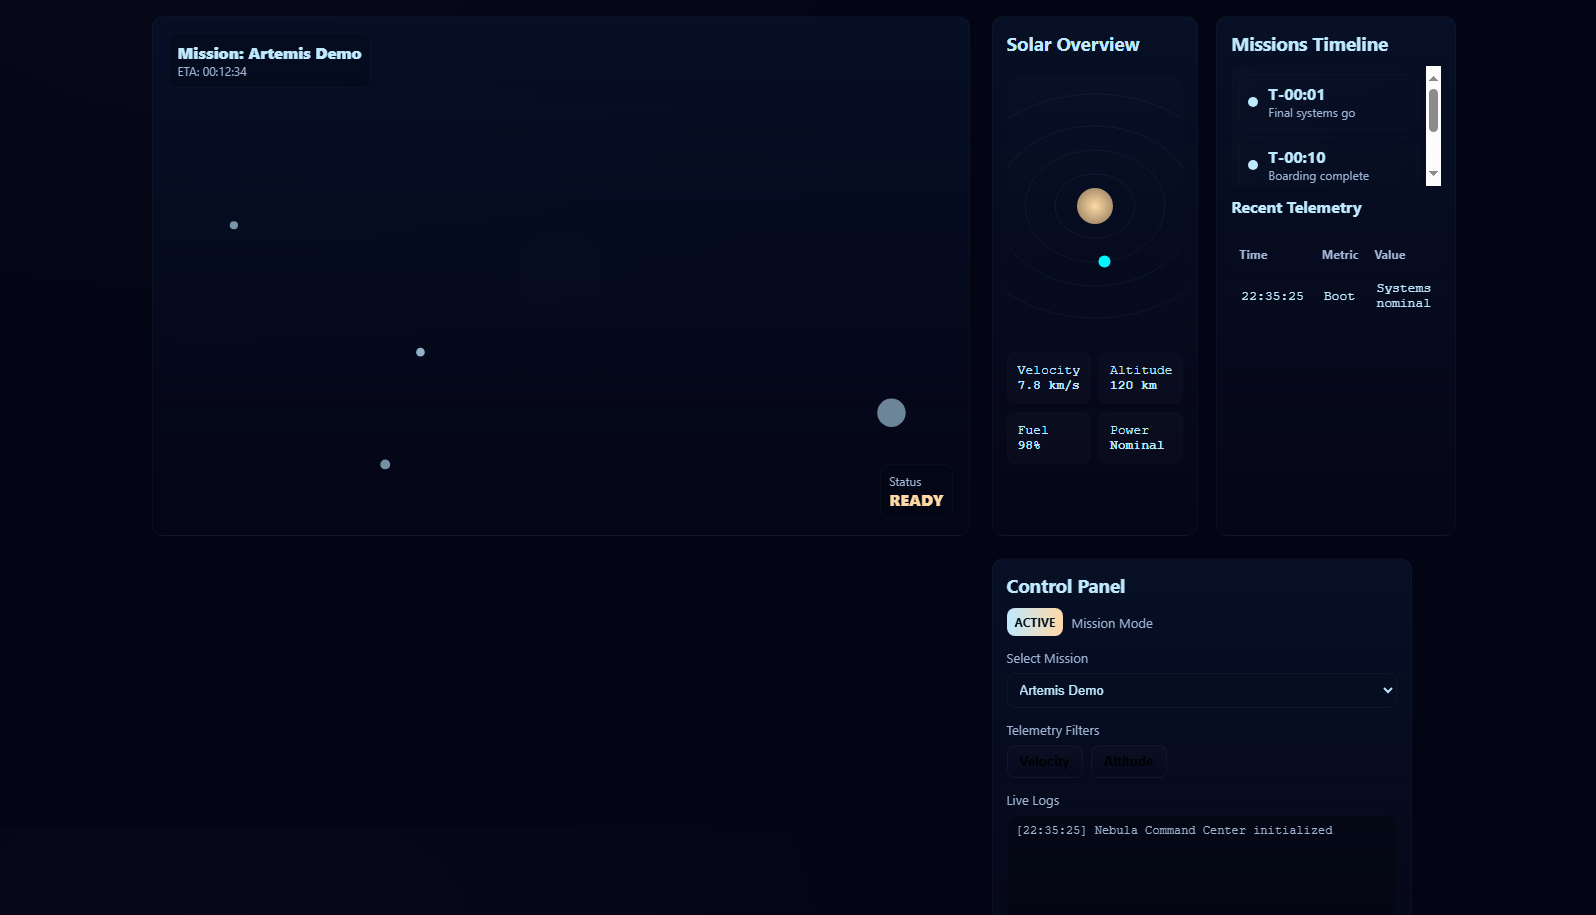 Mission: Artemis Demo
ETA: 00:12:34
Status
READY
Solar Overview
Velocity
7.8 km/s
Altitude
120 km
Fuel
98%
Power
Nominal
Missions Timeline
T-00:01
Final systems go
T-00:10
Boarding complete
Recent Telemetry
Time Metric Value
22:35:25 Boot Systems
nominal
Control Panel
ACTIVE Mission Mode
Select Mission
Artemis Demo
Telemetry Filters
Velocity Altitude
Live Logs
[22:35:25] Nebula Command Center initialized